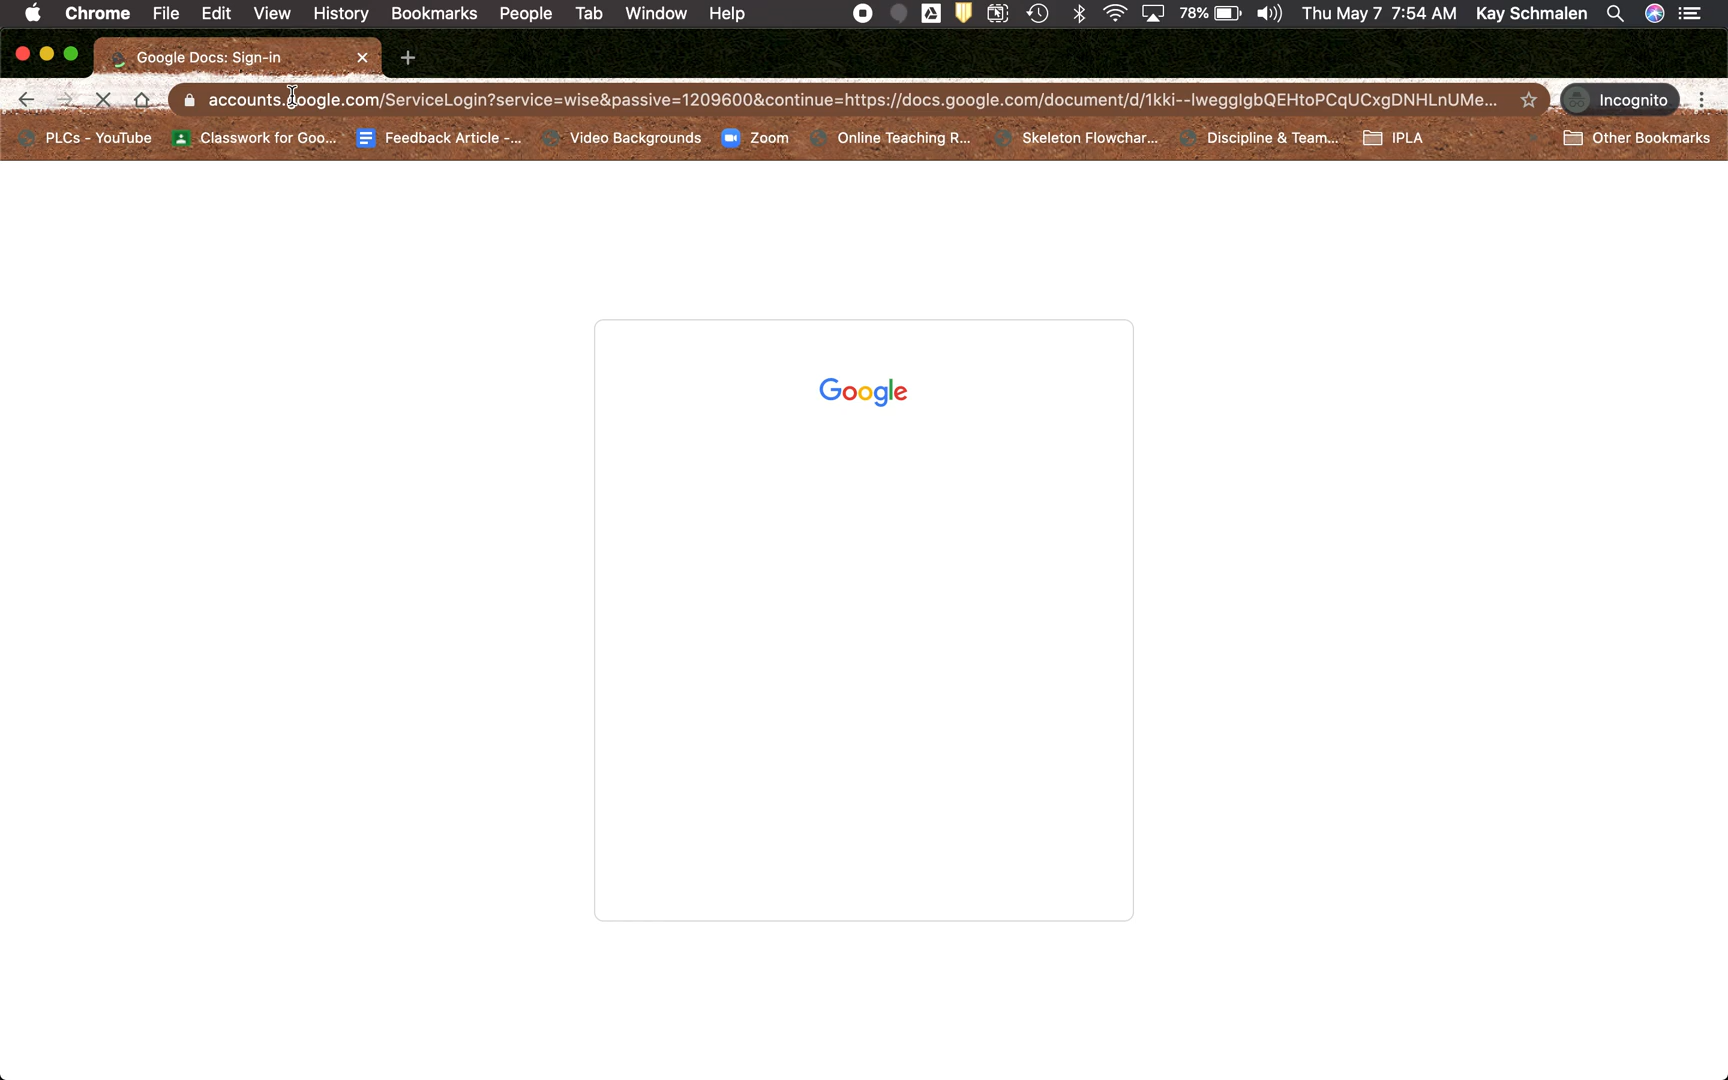 Chrome File Edit View History Bookmarks People Tab Window Help 78% Thu May 7 7:54 AM Kay Schmalen
Google Docs: Sign-in
accounts.google.com/ServiceLogin?service=wise&passive=1209600&continue=https://docs.google.com/document/d/1kki--lwegglgbQEHtoPCqUCxgDNHLnUMe... Incognito
PLCs - YouTube Classwork for Goo... Feedback Article -... Video Backgrounds Zoom Online Teaching R... Skeleton Flowchar... Discipline & Team... IPLA Other Bookmarks
Google